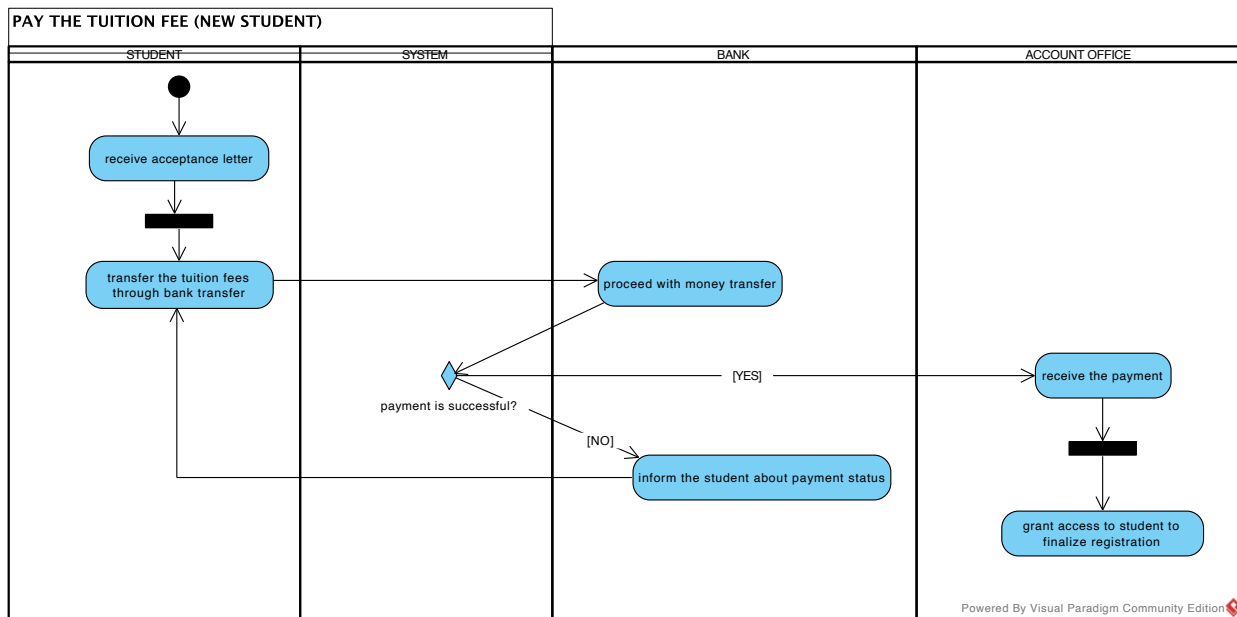 PAY THE TUITION FEE (NEW STUDENT)
STUDENT
SYSTEM
BANK
ACCOUNT OFFICE
receive acceptance letter
transfer the tuition fees
through bank transfer
proceed with money transfer
[YES]
receive the payment
payment is successful?
[NO]
inform the student about payment status
grant access to student to
finalize registration
Powered By Visual Paradigm Community Edition